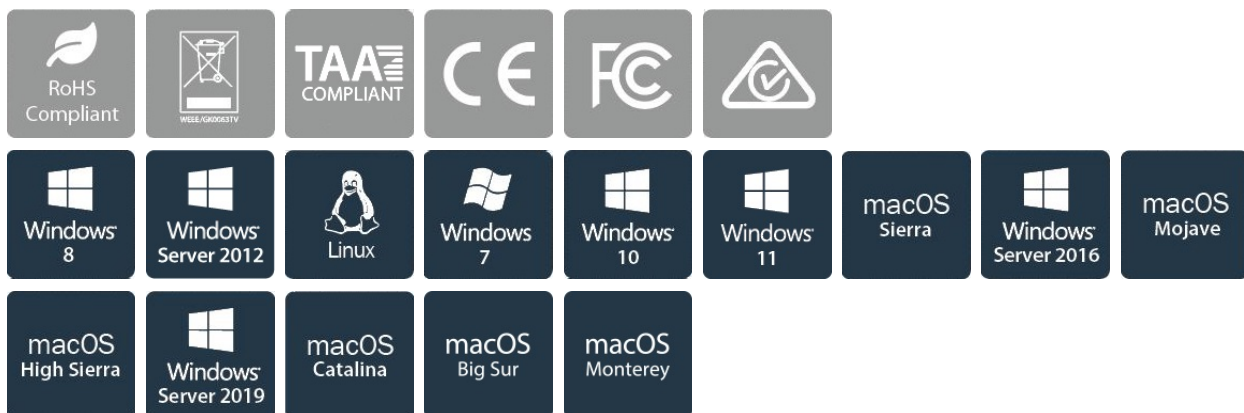 RoHS
Compliant
WEEE/GK0083TV
TAA
COMPLIANT
CE
FC
Windows
8
Windows
Server 2012
Linux
Windows
7
Windows
10
Windows
11
macOS
Sierra
Windows
Server 2016
macOS
Mojave
macOS
High Sierra
Windows
Server 2019
macOS
Catalina
macOS
Big Sur
macOS
Monterey